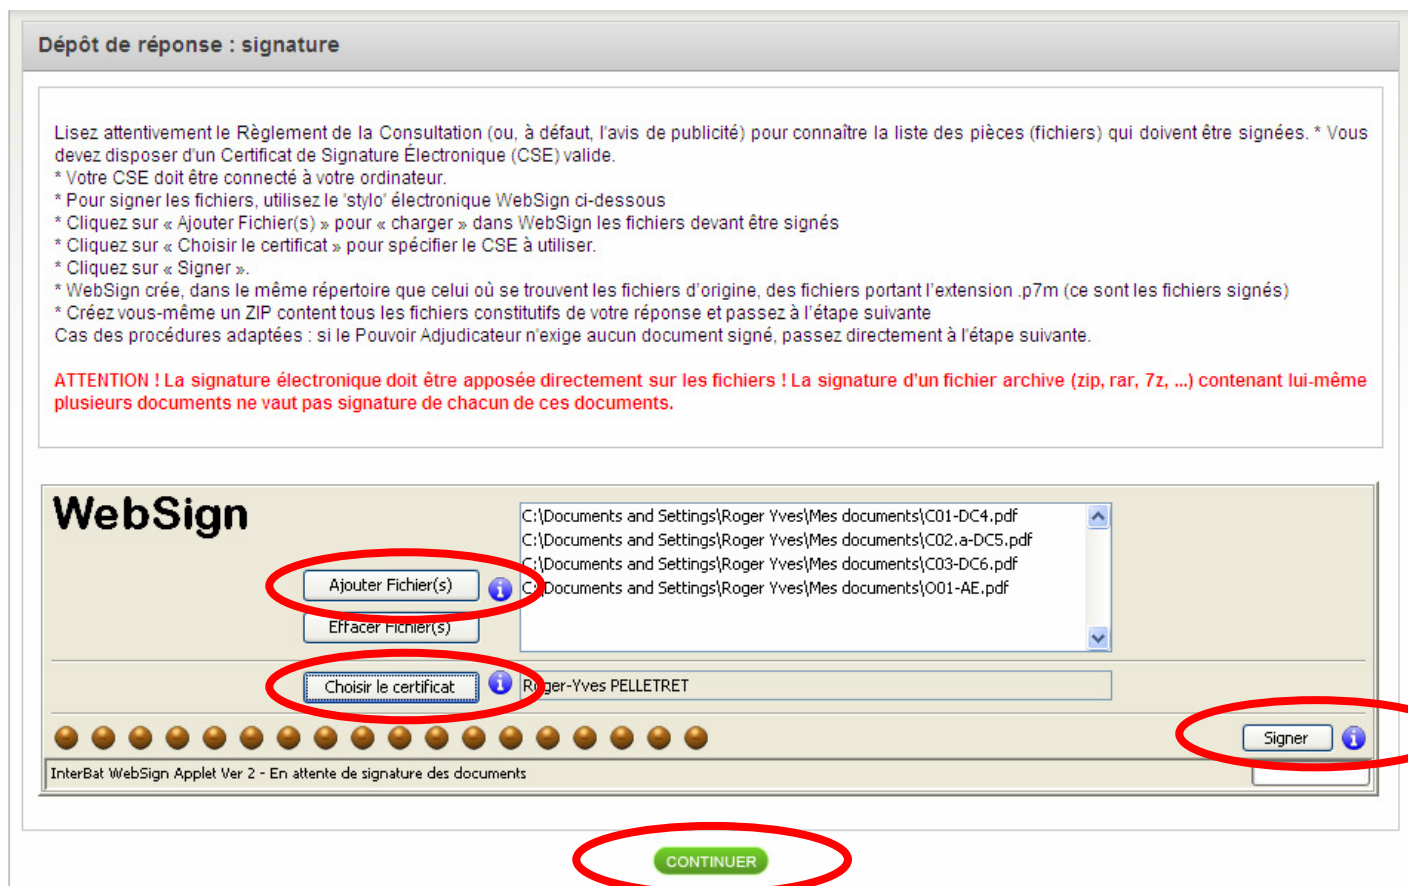 Dépôt de réponse : signature
Lisez attentivement le Règlement de la Consultation (ou, à défaut, l'avis de publicité) pour connaître la liste des pièces (fichiers) qui doivent être signées. * Vous
devez disposer d'un Certificat de Signature Électronique (CSE) valide.
* Votre CSE doit être connecté à votre ordinateur.
* Pour signer les fichiers, utilisez le 'stylo' électronique WebSign ci-dessous
* Cliquez sur « Ajouter Fichier(s) » pour « charger » dans WebSign les fichiers devant être signés
* Cliquez sur « Choisir le certificat » pour spécifier le CSE à utiliser.
* Cliquez sur « Signer ».
* WebSign crée, dans le même répertoire que celui où se trouvent les fichiers d'origine, des fichiers portant l'extension .p7m (ce sont les fichiers signés)
* Créez vous-même un ZIP content tous les fichiers constitutifs de votre réponse et passez à l'étape suivante
Cas des procédures adaptées : si le Pouvoir Adjudicateur n'exige aucun document signé, passez directement à l'étape suivante.
ATTENTION ! La signature électronique doit être apposée directement sur les fichiers ! La signature d'un fichier archive (zip, rar, 7z, ...) contenant lui-même
plusieurs documents ne vaut pas signature de chacun de ces documents.
WebSign
C:\Documents and Settings\Roger Yves\Mes documents\C01-DC4.pdf
C:\Documents and Settings\Roger Yves\Mes documents\C02.a-DC5.pdf
C:\Documents and Settings\Roger Yves\Mes documents\C03-DC6.pdf
C:\Documents and Settings\Roger Yves\Mes documents\O01-AE.pdf
Ajouter Fichier(s)
Effacer Fichier(s)
Choisir le certificat
Roger-Yves PELLETRET
Signer
InterBat WebSign Applet Ver 2 - En attente de signature des documents
CONTINUER